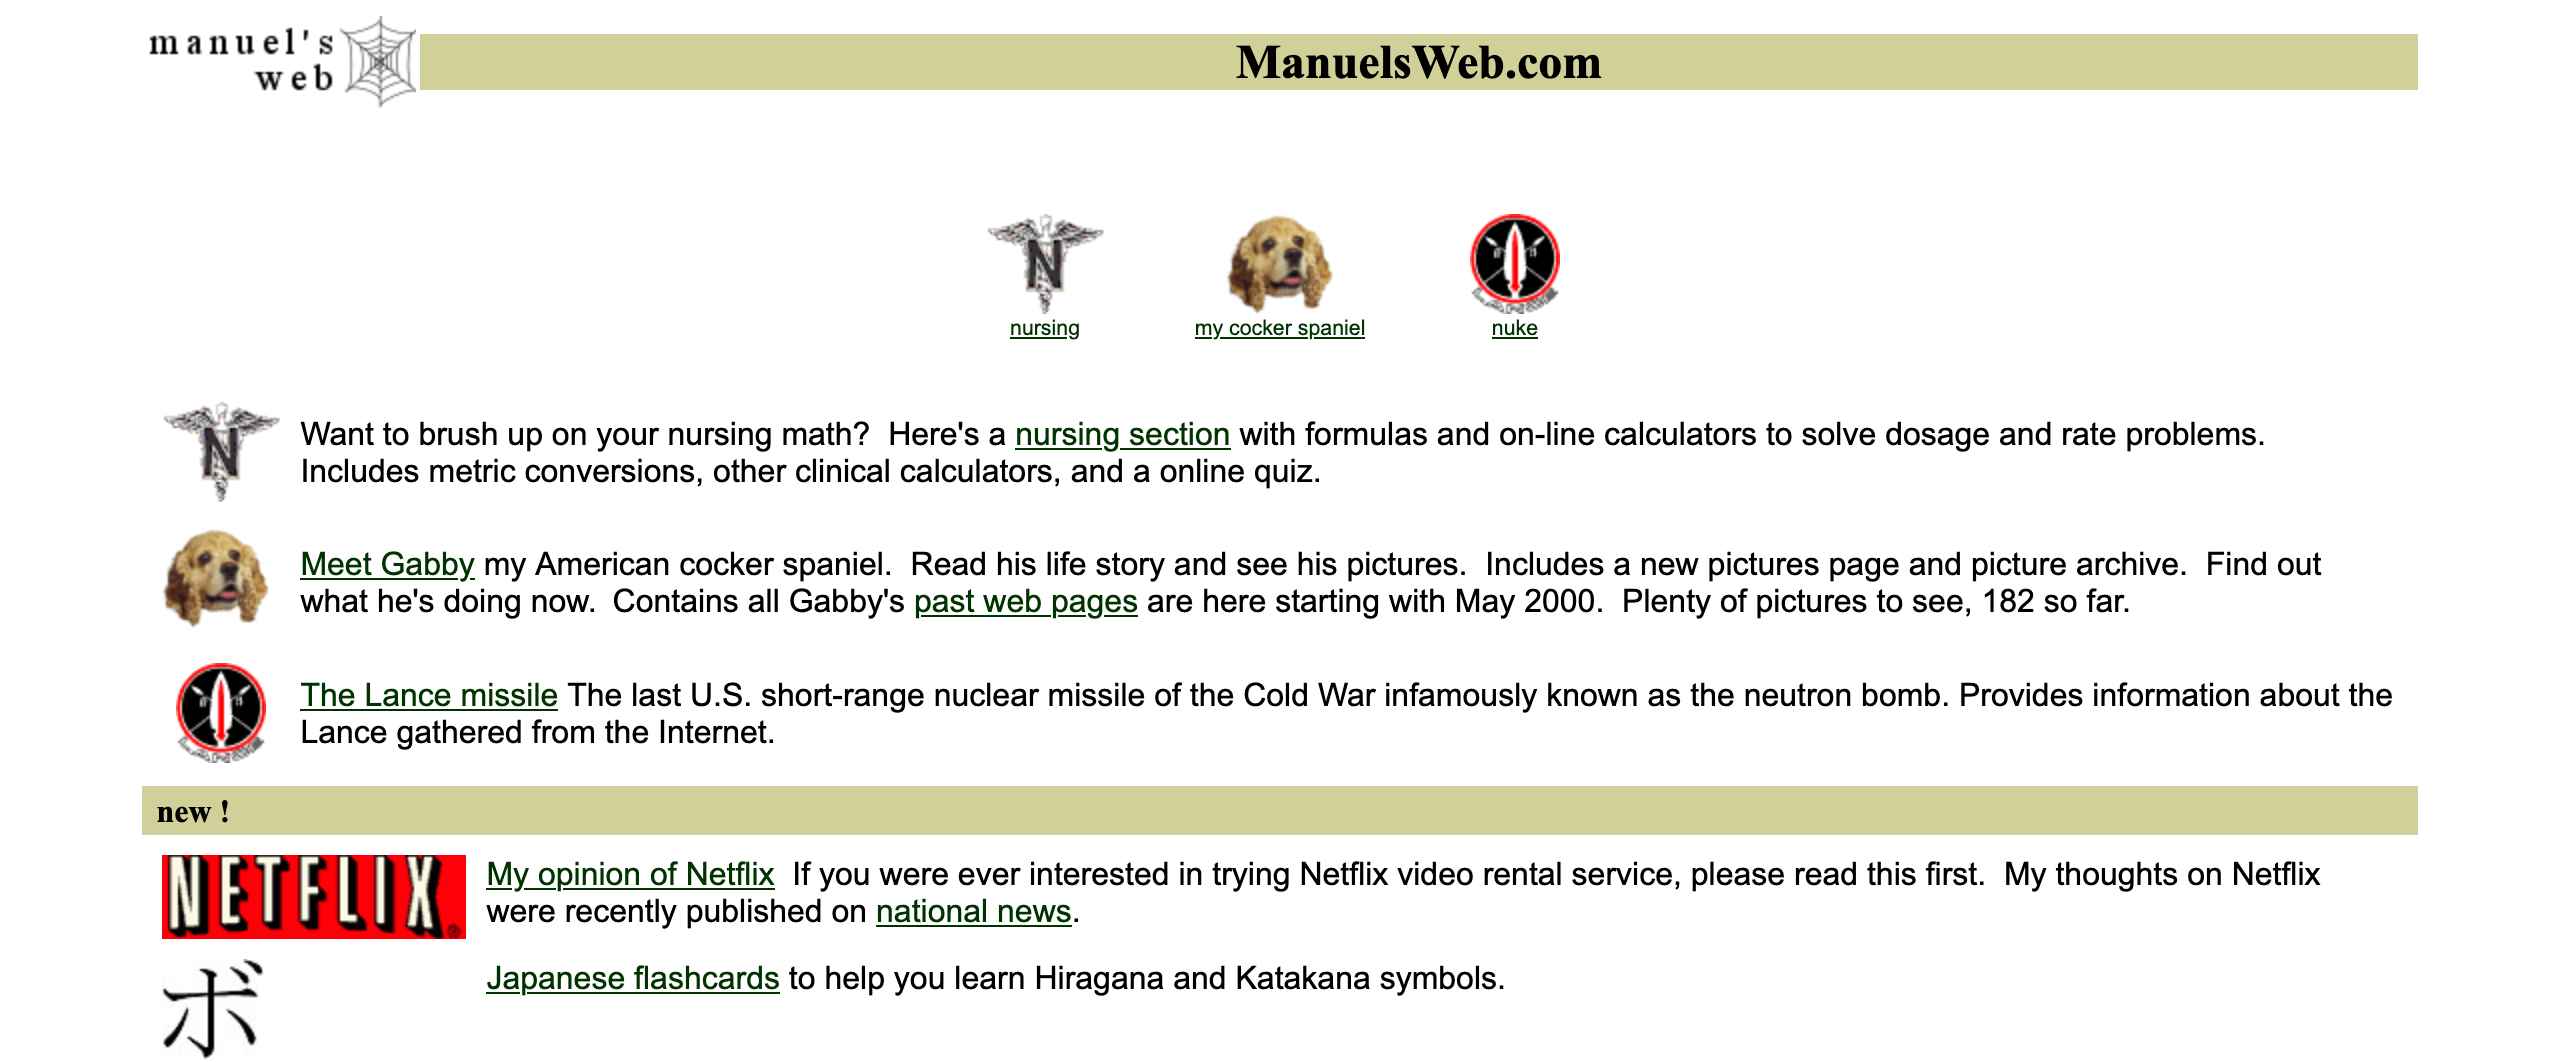 manuel's
web
ManuelsWeb.com
N
nursing
my cocker spaniel
nuke
N
Want to brush up on your nursing math?  Here's a nursing section with formulas and on-line calculators to solve dosage and rate problems.
Includes metric conversions, other clinical calculators, and a online quiz.
Meet Gabby my American cocker spaniel.  Read his life story and see his pictures.  Includes a new pictures page and picture archive.  Find out
what he's doing now.  Contains all Gabby's past web pages are here starting with May 2000.  Plenty of pictures to see, 182 so far.
The Lance missile The last U.S. short-range nuclear missile of the Cold War infamously known as the neutron bomb. Provides information about the
Lance gathered from the Internet.
new !
NETFLIX®
My opinion of Netflix  If you were ever interested in trying Netflix video rental service, please read this first.  My thoughts on Netflix
were recently published on national news.
ボ
Japanese flashcards to help you learn Hiragana and Katakana symbols.